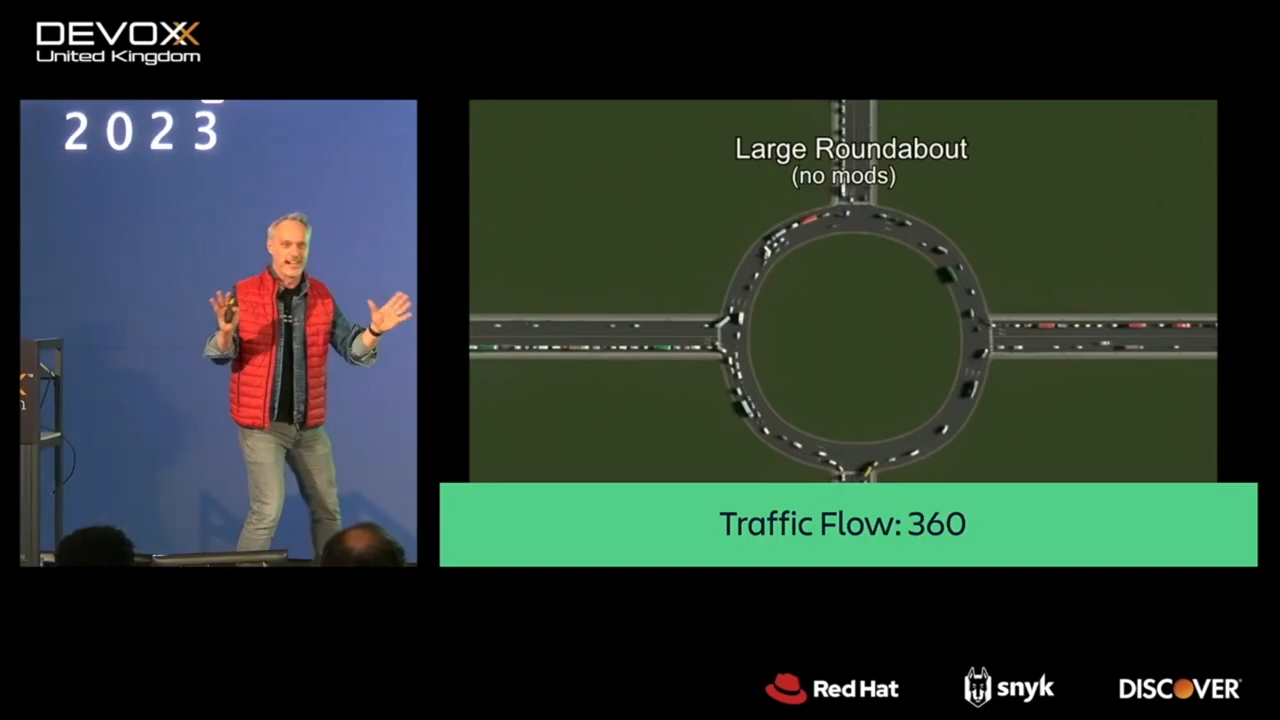 DEVOXX
United Kingdom
2023
Large Roundabout
(no mods)
Traffic Flow: 360
Red Hat
snyk
DISCOVER